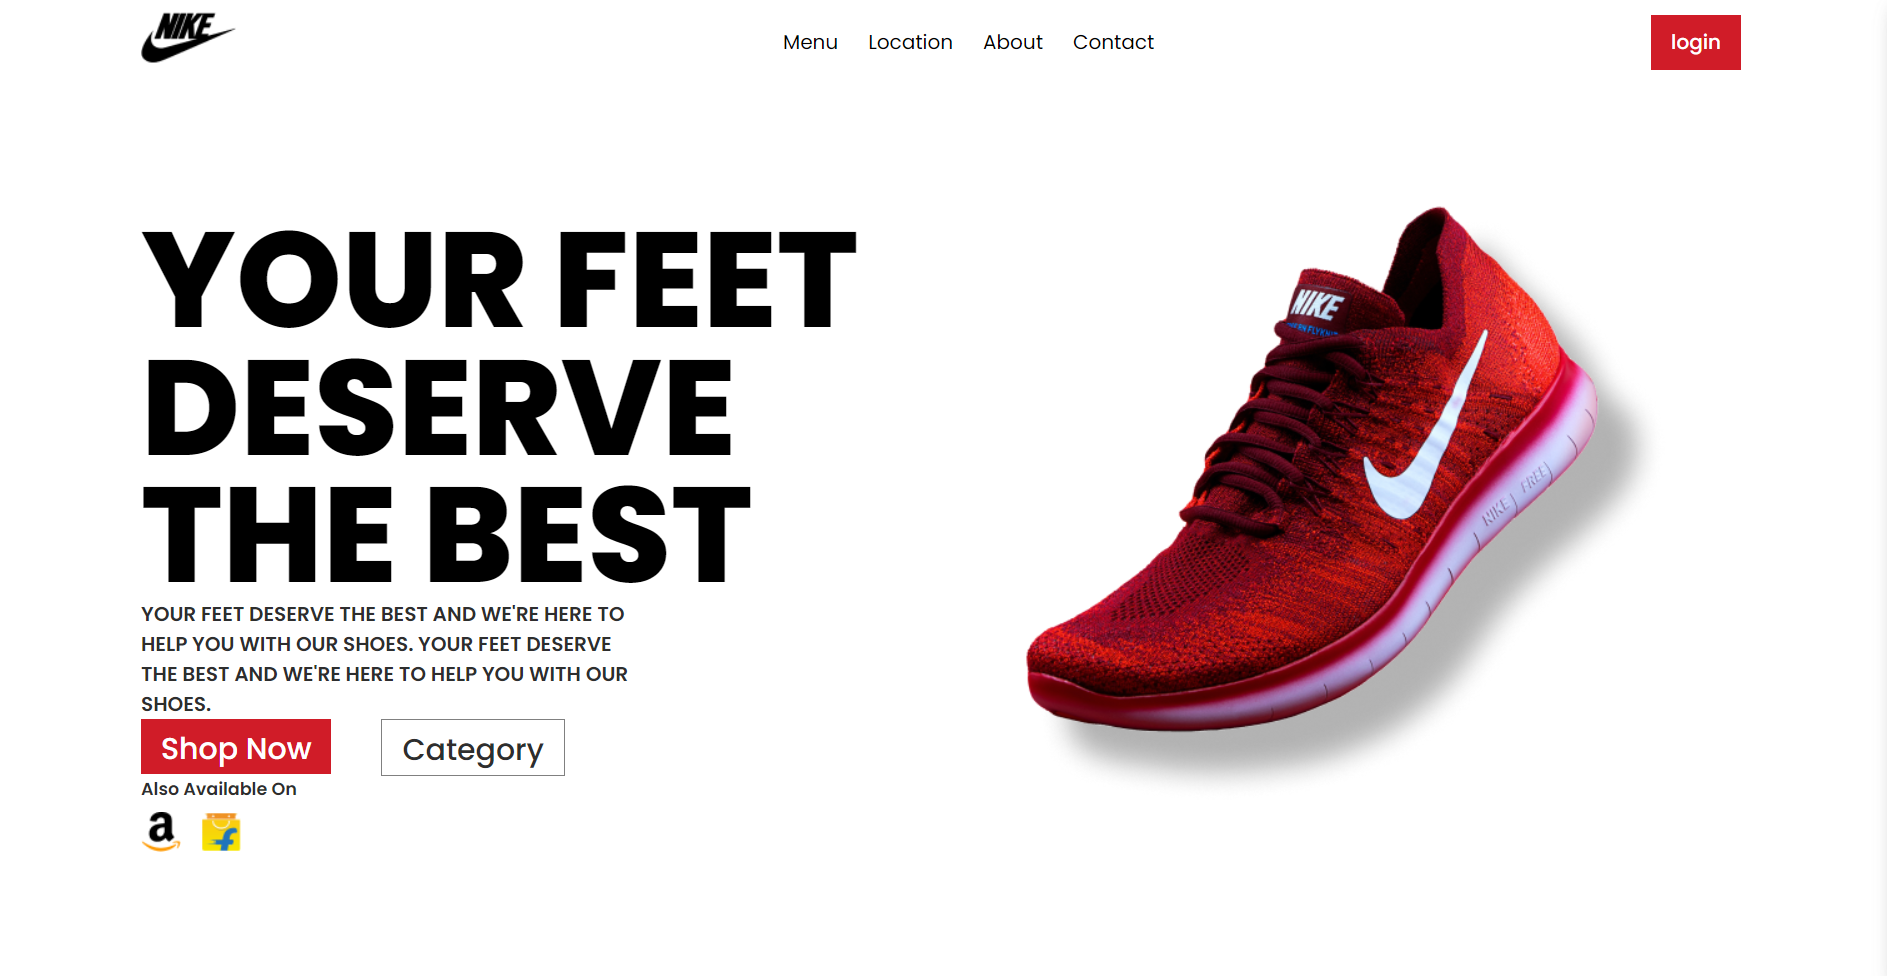 NIKE
Menu
Location
About
Contact
login
YOUR FEET
DESERVE
THE BEST
YOUR FEET DESERVE THE BEST AND WE'RE HERE TO
HELP YOU WITH OUR SHOES. YOUR FEET DESERVE
THE BEST AND WE'RE HERE TO HELP YOU WITH OUR
SHOES.
Shop Now
Category
Also Available On
a
f
NIKE
FLYKNIT
NIKE FREE